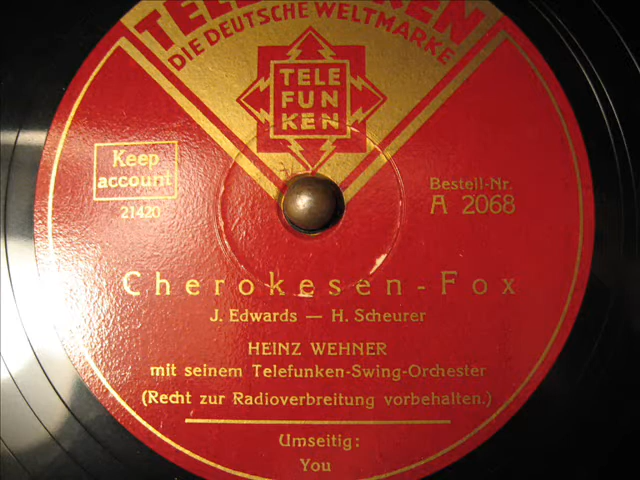 TELEFUNKEN
DIE DEUTSCHE WELTMARKE
TELE
FUN
KEN
Keep
account
21420
Bestell-Nr.
A 2068
Cherokesen-Fox
J. Edwards — H. Scheurer
HEINZ WEHNER
mit seinem Telefunken-Swing-Orchester
(Recht zur Radioverbreitung vorbehalten.)
Umseitig:
You